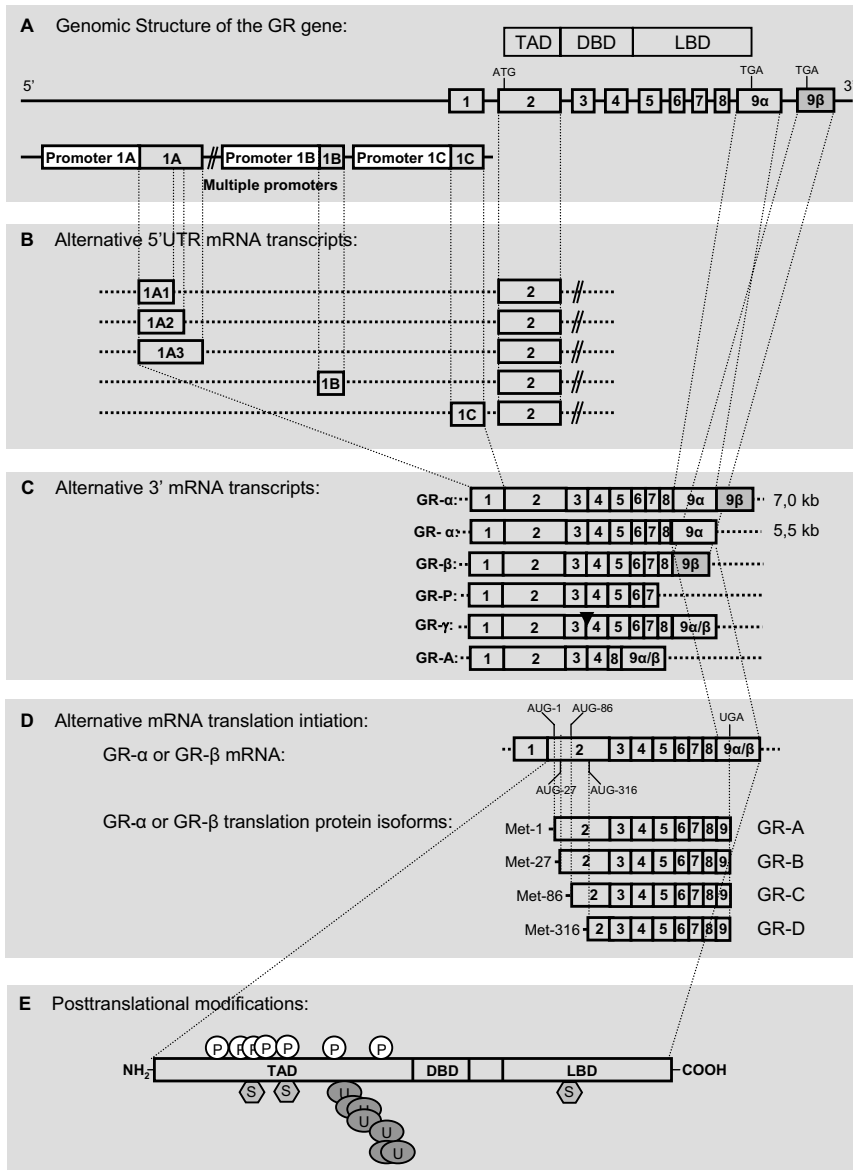 A Genomic Structure of the GR gene:
TAD DBD LBD
5' ATG TGA TGA 3'
1 2 3 4 5 6 7 8 9α 9β
Promoter 1A 1A // Promoter 1B 1B Promoter 1C 1C
Multiple promoters
B Alternative 5'UTR mRNA transcripts:
1A1 2 //
1A2 2 //
1A3 2 //
1B 2 //
1C 2 //
C Alternative 3' mRNA transcripts:
GR-α: 1 2 3 4 5 6 7 8 9α 9β 7,0 kb
GR- α: 1 2 3 4 5 6 7 8 9α 5,5 kb
GR-β: 1 2 3 4 5 6 7 8 9β
GR-P: 1 2 3 4 5 6 7
GR-γ: 1 2 3 4 5 6 7 8 9α/β
GR-A: 1 2 3 4 8 9α/β
D Alternative mRNA translation intiation:
AUG-1 AUG-86 UGA
GR-α or GR-β mRNA: 1 2 3 4 5 6 7 8 9α/β
AUG-27 AUG-316
GR-α or GR-β translation protein isoforms:
Met-1 2 3 4 5 6 7 8 9 GR-A
Met-27 2 3 4 5 6 7 8 9 GR-B
Met-86 2 3 4 5 6 7 8 9 GR-C
Met-316 2 3 4 5 6 7 8 9 GR-D
E Posttranslational modifications:
P P P P P P P
NH2 TAD DBD LBD COOH
S S U S
U
U
U
U